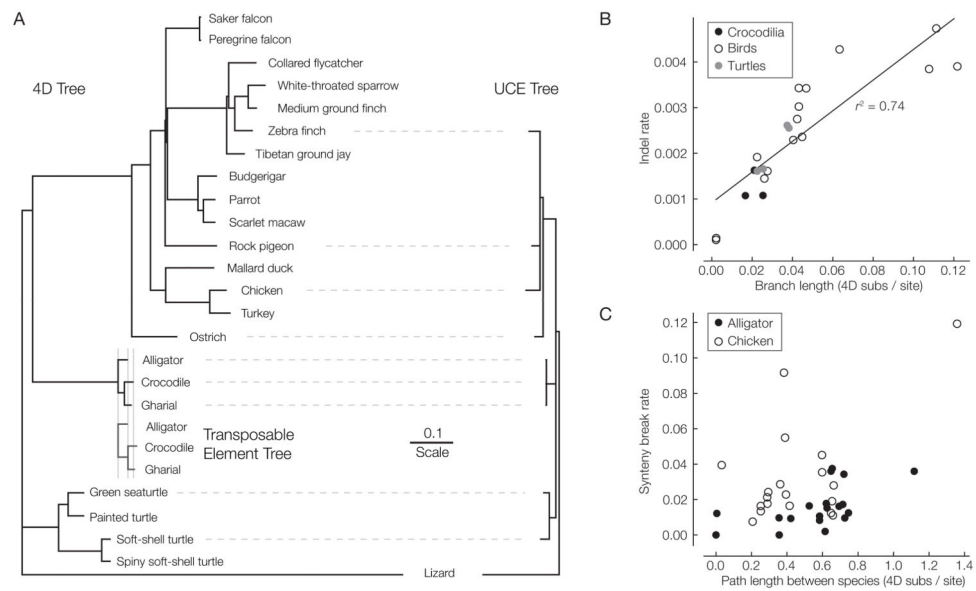 A
4D Tree
UCE Tree
Saker falcon
Peregrine falcon
Collared flycatcher
White-throated sparrow
Medium ground finch
Zebra finch
Tibetan ground jay
Budgerigar
Parrot
Scarlet macaw
Rock pigeon
Mallard duck
Chicken
Turkey
Ostrich
Alligator
Crocodile
Gharial
Alligator
Crocodile
Gharial
Transposable
Element Tree
0.1
Scale
Green seaturtle
Painted turtle
Soft-shell turtle
Spiny soft-shell turtle
Lizard
B
Crocodilia
Birds
Turtles
r² = 0.74
Indel rate
0.004
0.003
0.002
0.001
0.000
0.00 0.02 0.04 0.06 0.08 0.10 0.12
Branch length (4D subs / site)
C
Alligator
Chicken
Synteny break rate
0.12
0.10
0.08
0.06
0.04
0.02
0.00
0.0 0.2 0.4 0.6 0.8 1.0 1.2 1.4
Path length between species (4D subs / site)